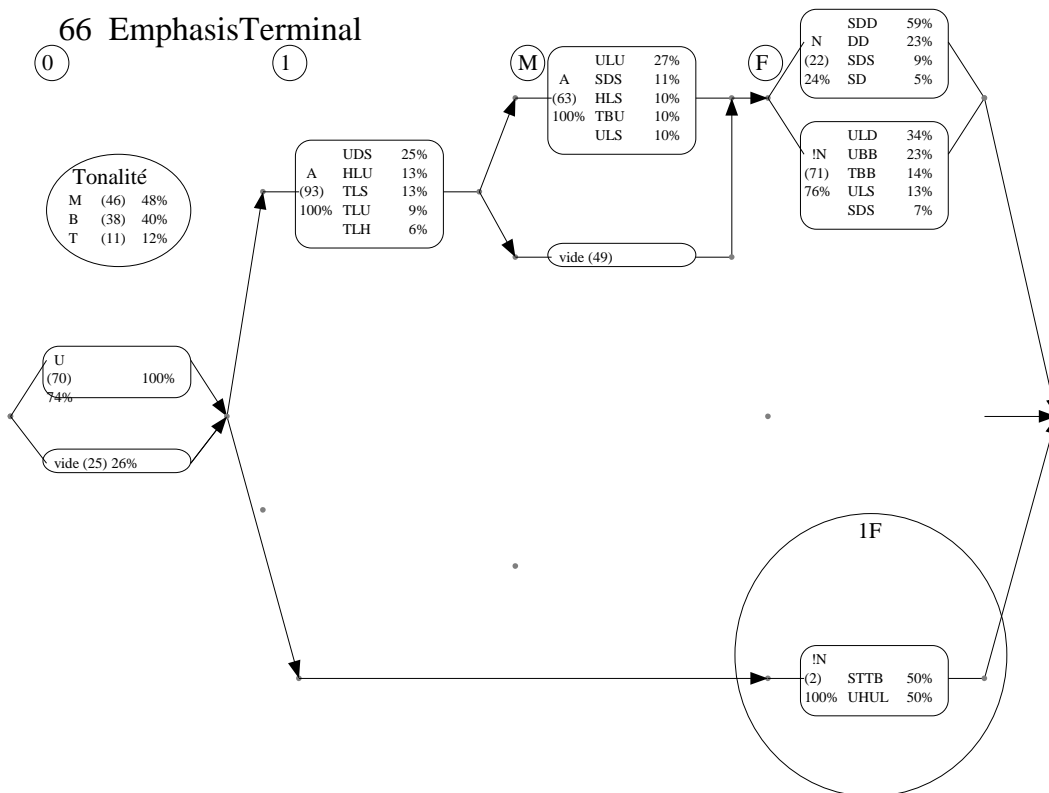 66 EmphasisTerminal
0
1
M
F
Tonalité
M (46) 48%
B (38) 40%
T (11) 12%
U
(70) 100%
74%
vide (25) 26%
UDS 25%
A HLU 13%
(93) TLS 13%
100% TLU 9%
TLH 6%
ULU 27%
A SDS 11%
(63) HLS 10%
100% TBU 10%
ULS 10%
vide (49)
SDD 59%
N DD 23%
(22) SDS 9%
24% SD 5%
ULD 34%
!N UBB 23%
(71) TBB 14%
76% ULS 13%
SDS 7%
1F
!N
(2) STTB 50%
100% UHUL 50%